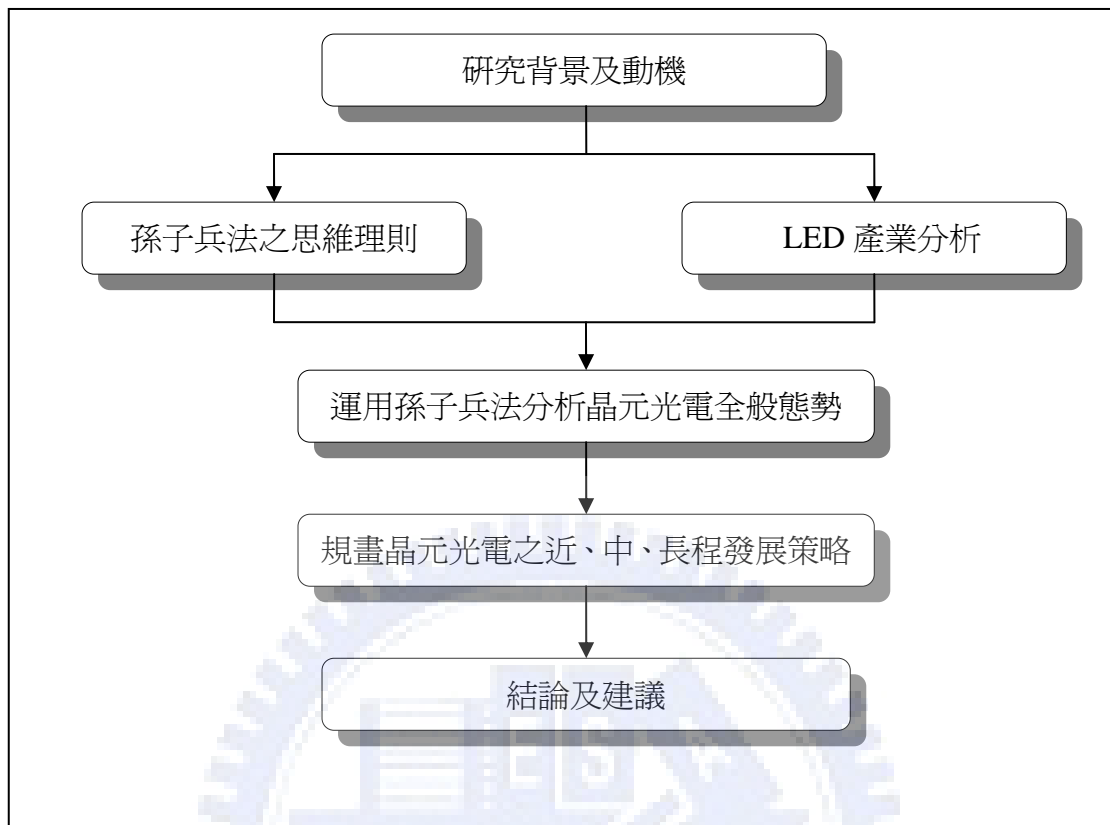 研究背景及動機
孫子兵法之思維理則
LED 產業分析
運用孫子兵法分析晶元光電全般態勢
規畫晶元光電之近、中、長程發展策略
結論及建議